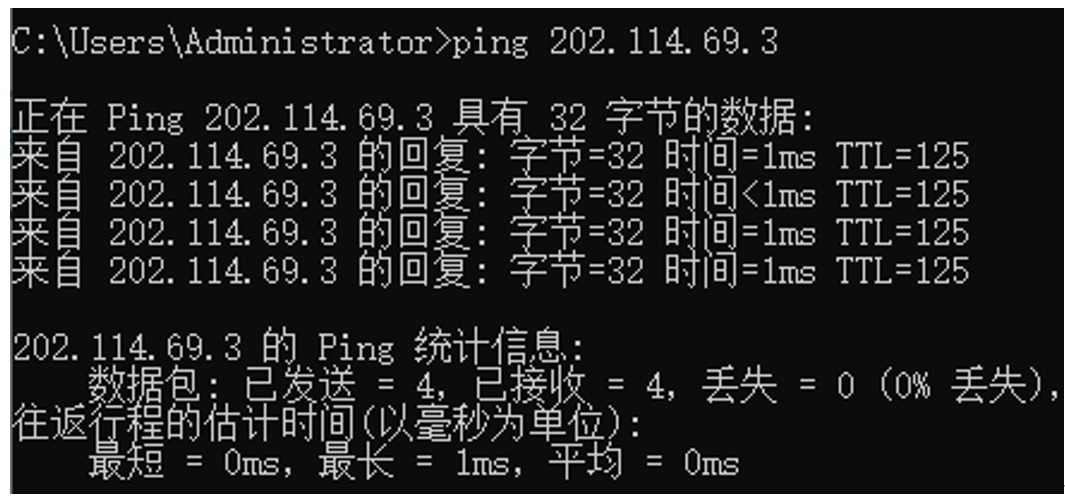 C:\Users\Administrator>ping 202.114.69.3
正在 Ping 202.114.69.3 具有 32 字节的数据:
来自 202.114.69.3 的回复: 字节=32 时间=1ms TTL=125
来自 202.114.69.3 的回复: 字节=32 时间<1ms TTL=125
来自 202.114.69.3 的回复: 字节=32 时间=1ms TTL=125
来自 202.114.69.3 的回复: 字节=32 时间=1ms TTL=125
202.114.69.3 的 Ping 统计信息:
数据包: 已发送 = 4, 已接收 = 4, 丢失 = 0 (0% 丢失),
往返行程的估计时间(以毫秒为单位):
最短 = 0ms, 最长 = 1ms, 平均 = 0ms